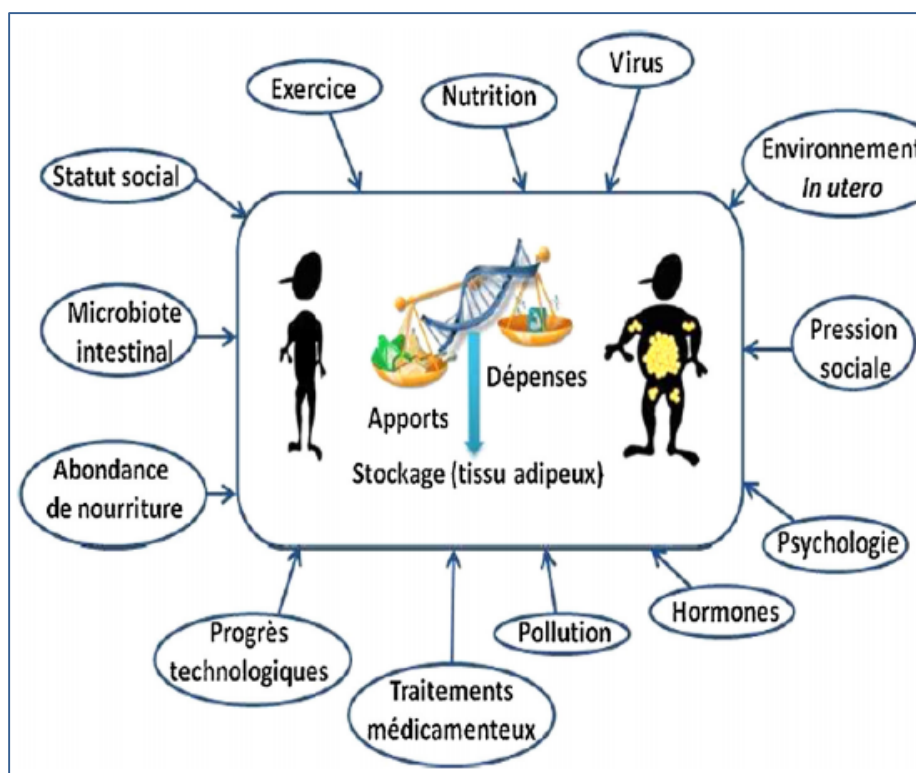 Virus
Exercice
Nutrition
Environnement
in utero
Statut social
Microbiote
intestinal
Pression
sociale
Dépenses
Apports
Stockage (tissu adipeux)
Abondance
de nourriture
Psychologie
Hormones
Pollution
Progrès
technologiques
Traitements
médicamenteux